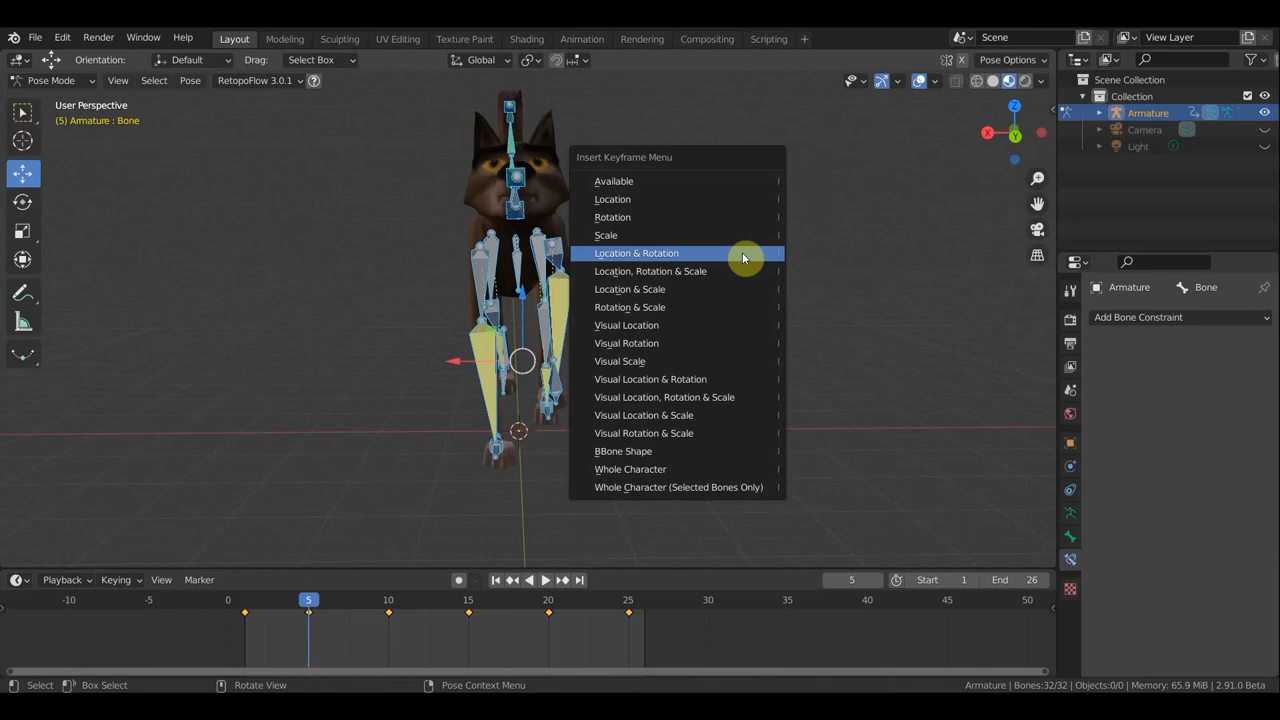 File Edit Render Window Help Layout Modeling Sculpting UV Editing Texture Paint Shading Animation Rendering Compositing Scripting + Scene View Layer
Orientation: Default Drag: Select Box Global X Pose Options
Pose Mode View Select Pose RetopoFlow 3.0.1 ?
User Perspective
(5) Armature : Bone
Z
X
Y
Scene Collection
Collection
Armature
Camera
Light
Armature Bone
Add Bone Constraint
Insert Keyframe Menu
Available I
Location I
Rotation I
Scale I
Location & Rotation I
Location, Rotation & Scale I
Location & Scale I
Rotation & Scale I
Visual Location I
Visual Rotation I
Visual Scale I
Visual Location & Rotation I
Visual Location, Rotation & Scale I
Visual Location & Scale I
Visual Rotation & Scale I
BBone Shape I
Whole Character I
Whole Character (Selected Bones Only) I
Playback Keying View Marker 5 Start 1 End 26
-10 -5 0 5 10 15 20 25 30 35 40 45 50
Select Box Select Rotate View Pose Context Menu Armature | Bones:32/32 | Objects:0/0 | Memory: 65.9 MiB | 2.91.0 Beta